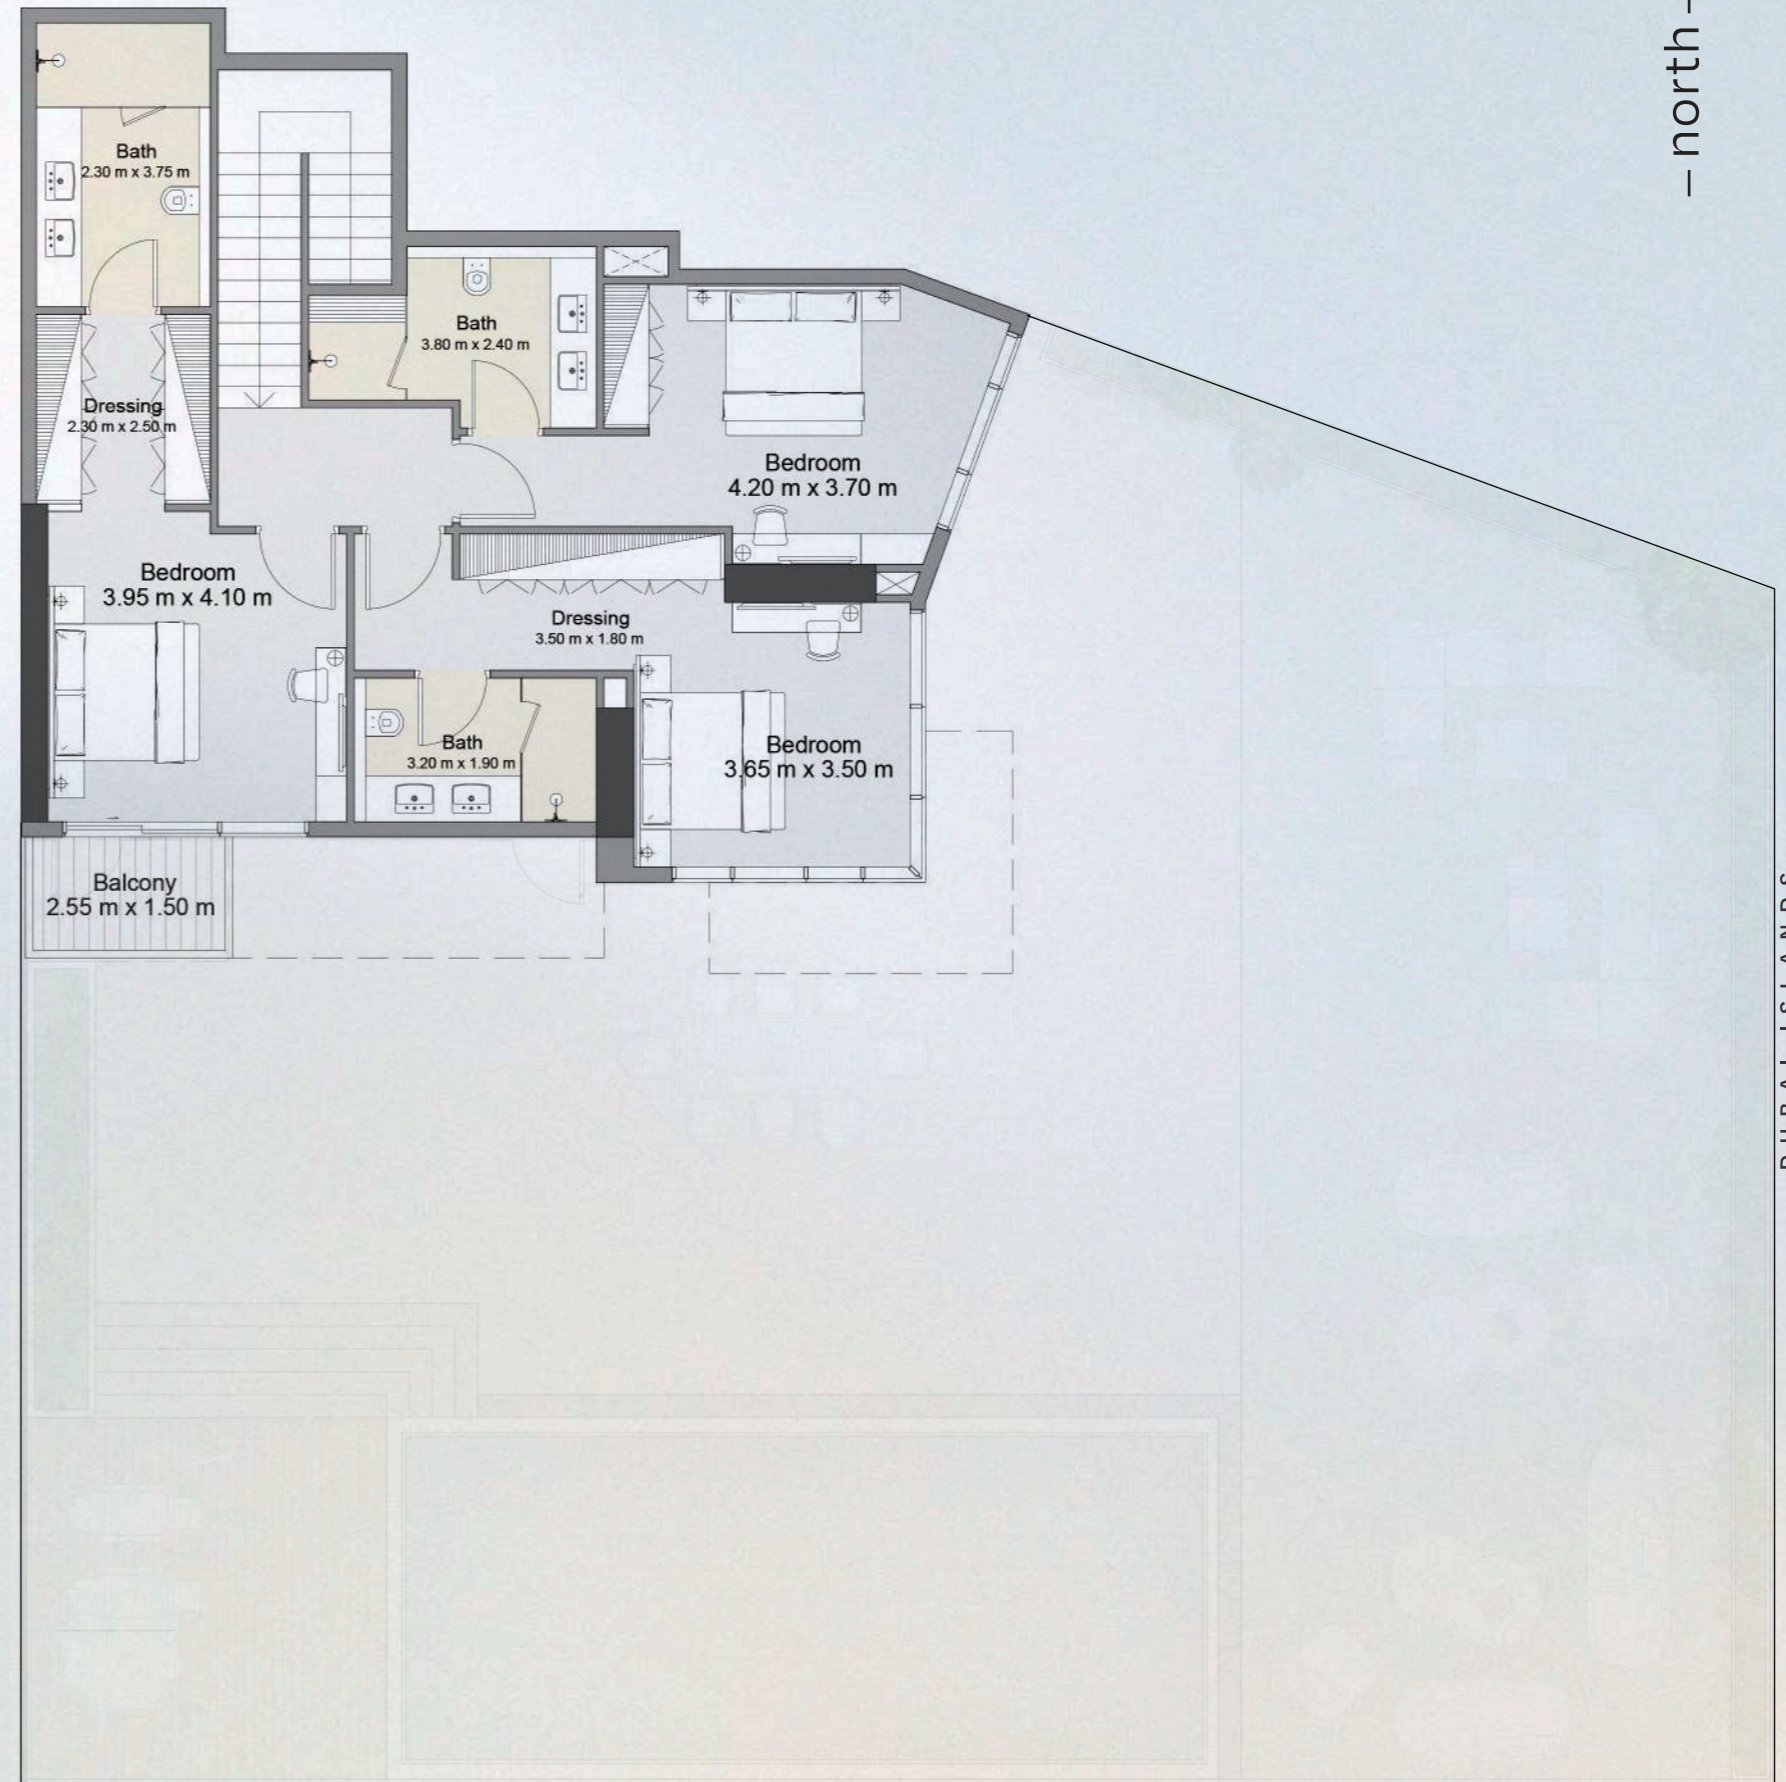 – north –
Bath
2.30 m x 3.75 m
Bath
3.80 m x 2.40 m
Dressing
2.30 m x 2.50 m
Bedroom
4.20 m x 3.70 m
Bedroom
3.95 m x 4.10 m
Dressing
3.50 m x 1.80 m
Bath
3.20 m x 1.90 m
Bedroom
3.65 m x 3.50 m
Balcony
2.55 m x 1.50 m